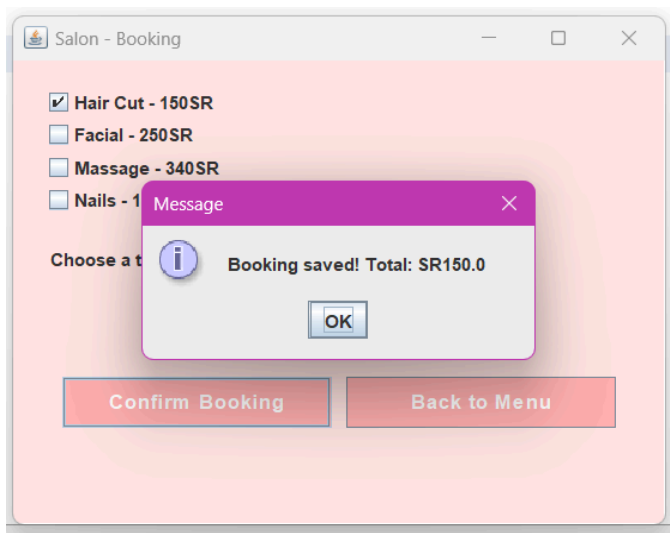 Salon - Booking
Hair Cut - 150SR
Facial - 250SR
Massage - 340SR
Nails - 1
Message
Choose a t
Booking saved! Total: SR150.0
OK
Confirm Booking
Back to Menu